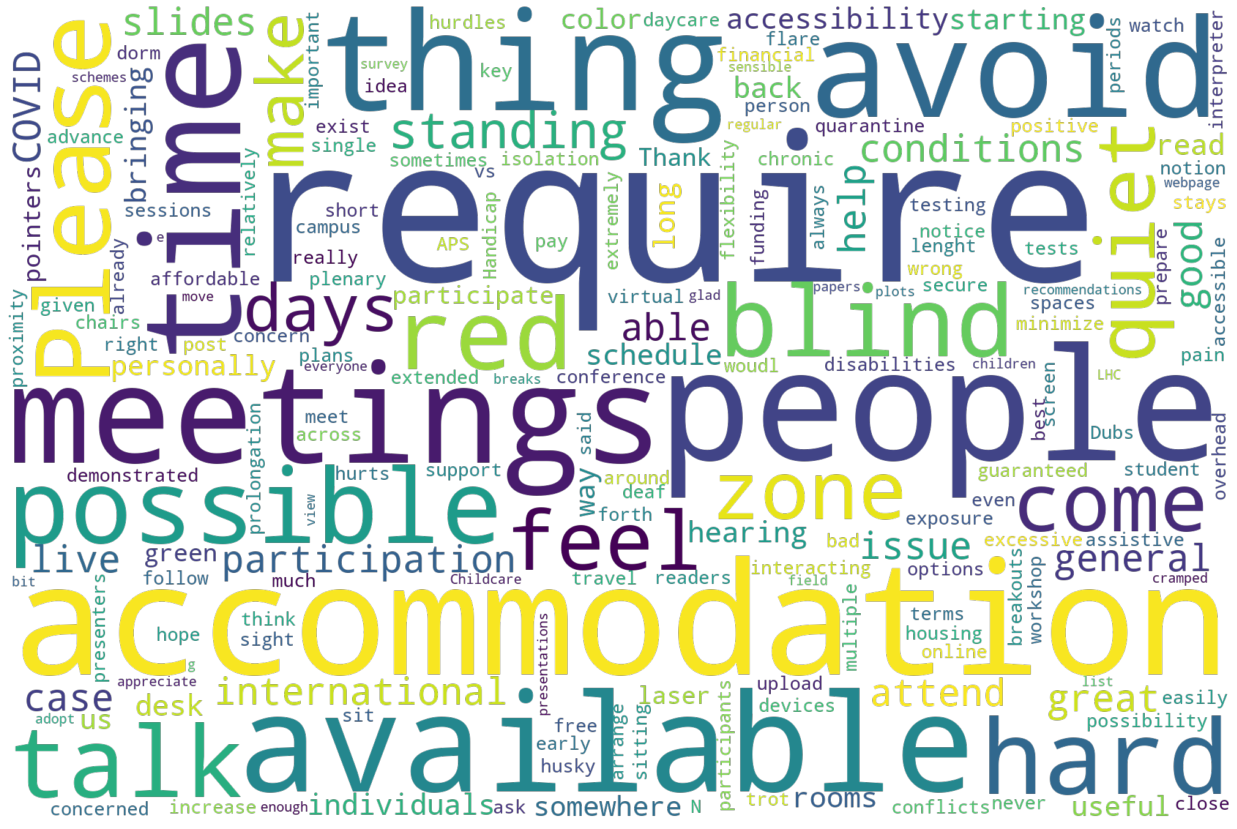 slides
hurdles
color
daycare
accessibility
starting
watch
dorm
schemes
please
time
make
important
survey
idea
key
thing
financial
sensible
flare
back
person
avoid
periods
interpreter
COVID
advance
bringing
exist
single
standing
regular
quarantine
positive
conditions
quiet
read
notion
webpage
stays
sometimes
vs
isolation
Thank
chronic
require
help
pointers
sessions
e
relatively
short
campus
really
APS
Handicap
pay
extremely
long
flexibility
funding
always
testing
lenght
notice
tests
prepare
good
accessible
already
affordable
move
plenary
wrong
secure
recommendations
proximity
given
chairs
right
post
personally
days
concern
plans
everyone
participate
red
virtual
glad
able
schedule
papers
plots
blind
spaces
minimize
pain
woudl
disabilities
children
LHC
extended
breaks
conference
meetings
prolongation
meet
across
said
people
best
screen
Dubs
overhead
demonstrated
hurts
support
way
around
deaf
forth
zone
guaranteed
student
even
come
possible
view
feel
hearing
exposure
bad
issue
excessive
assistive
live
green
participation
general
bit
follow
much
Childcare
travel
readers
interacting
field
options
cramped
accommodation
presenters
hope
think
sight
g
multiple
terms
housing
online
breakouts
workshop
appreciate
presentations
list
case
us
desk
international
laser
upload
devices
attend
great
easily
possibility
adopt
sit
free
early
husky
arrange
sitting
participants
talk
available
hard
concerned
increase
enough
individuals
ask
somewhere
N
trot
rooms
conflicts
never
useful
close